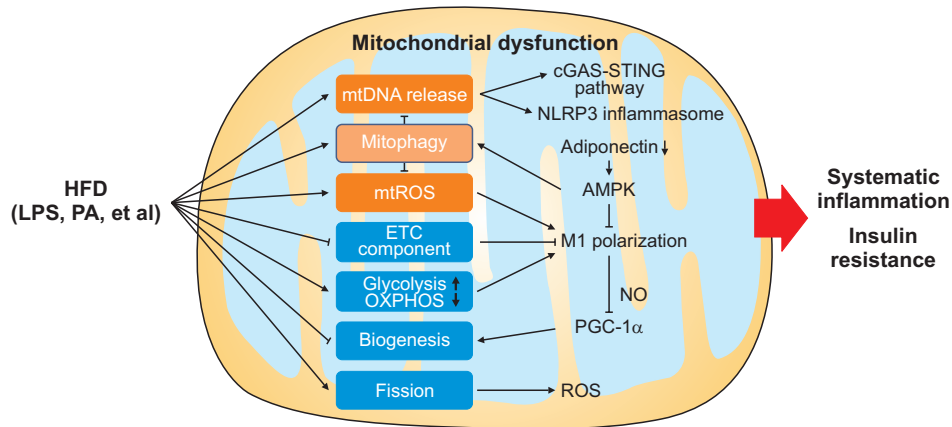 Mitochondrial dysfunction
mtDNA release
cGAS-STING
pathway
NLRP3 inflammasome
Mitophagy
Adiponectin
HFD
(LPS, PA, et al)
mtROS
AMPK
ETC
component
M1 polarization
Glycolysis
OXPHOS
NO
Biogenesis
PGC-1α
Fission
ROS
Systematic
inflammation
Insulin
resistance